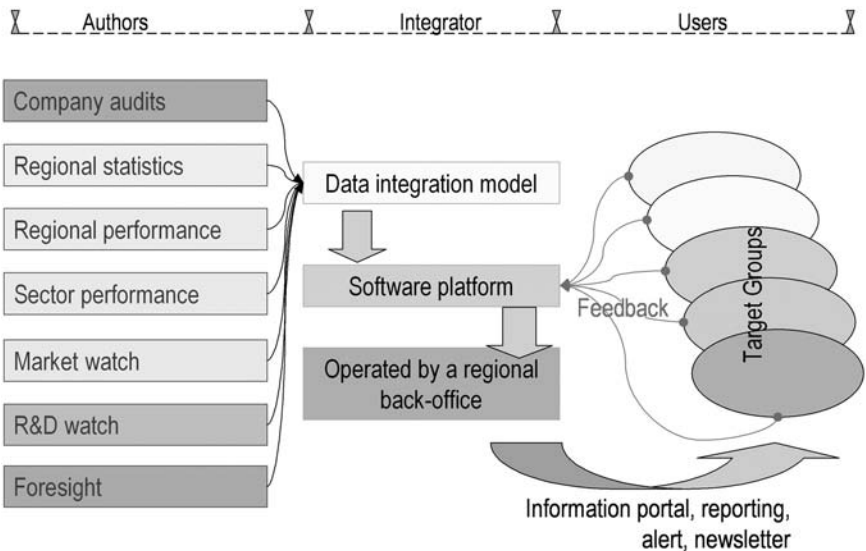 Authors
Integrator
Users
Company audits
Regional statistics
Regional performance
Sector performance
Market watch
R&D watch
Foresight
Data integration model
Software platform
Operated by a regional
back-office
Feedback
Target Groups
Information portal, reporting,
alert, newsletter